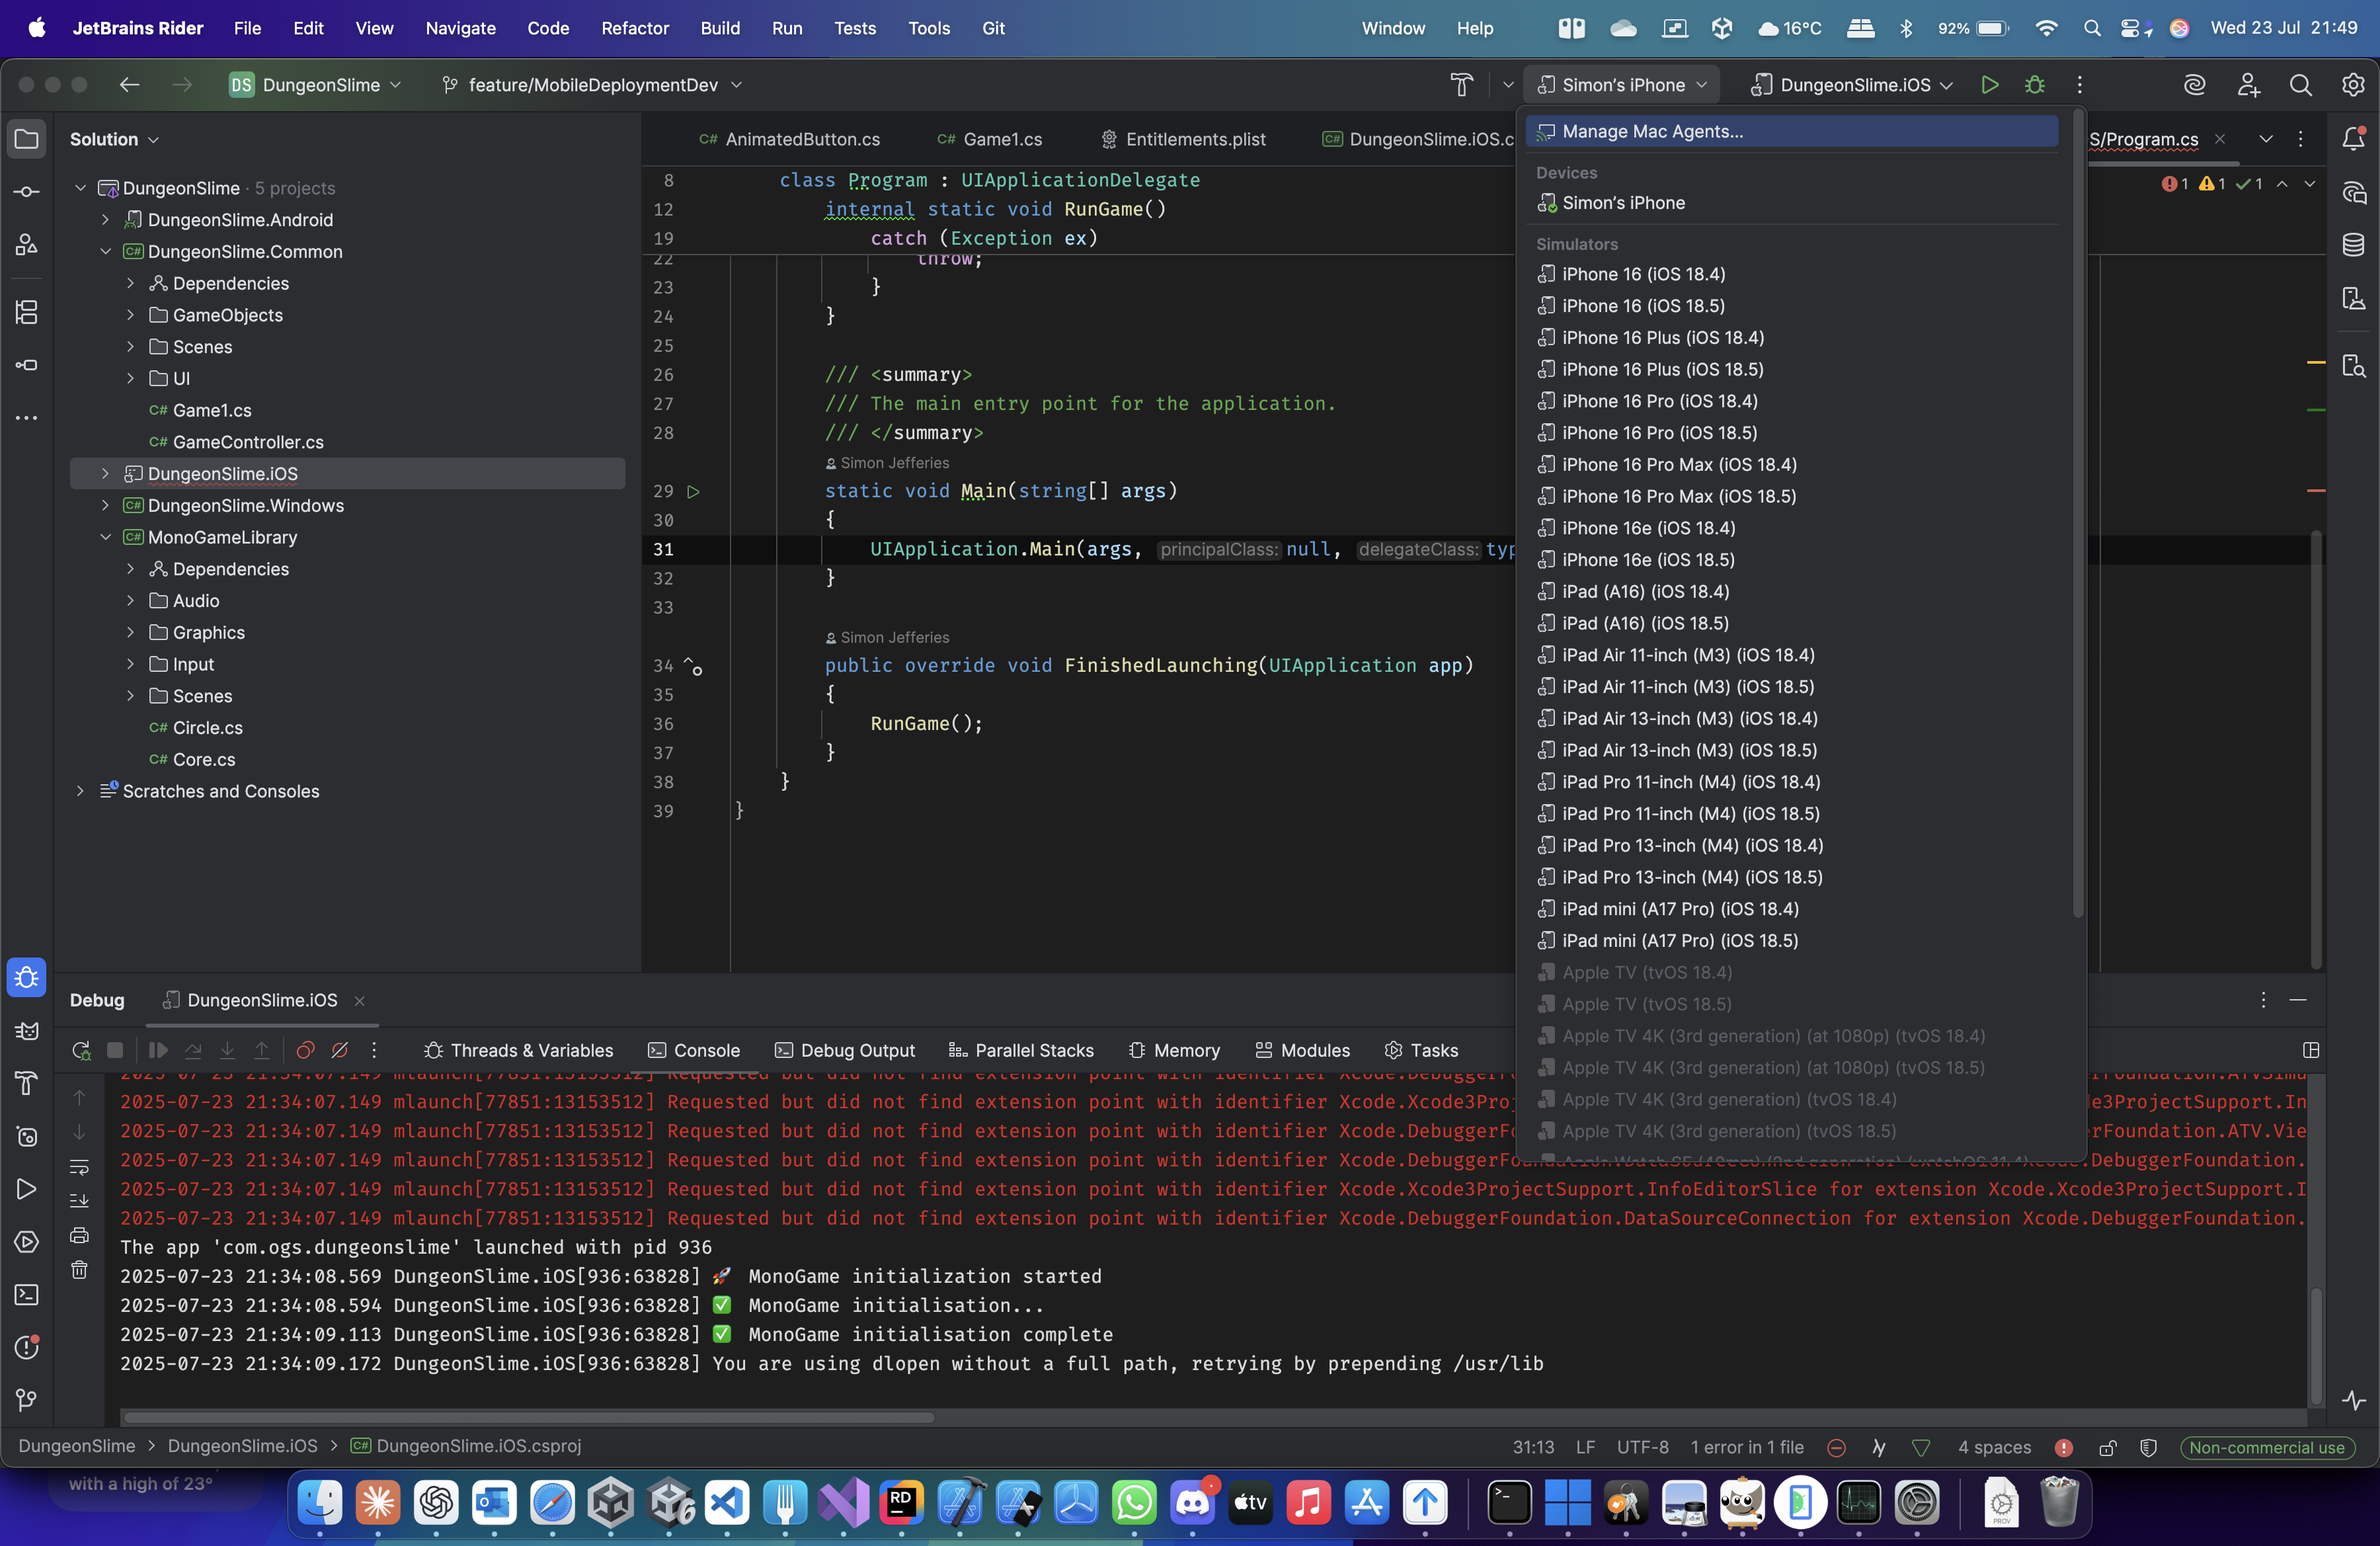 JetBrains Rider File Edit View Navigate Code Refactor Build Run Tests Tools Git Window Help 16°C 92% Wed 23 Jul 21:49
DS DungeonSlime feature/MobileDeploymentDev Simon's iPhone DungeonSlime.iOS
Solution
DungeonSlime · 5 projects
DungeonSlime.Android
C# DungeonSlime.Common
Dependencies
GameObjects
Scenes
UI
C# Game1.cs
C# GameController.cs
DungeonSlime.iOS
C# DungeonSlime.Windows
C# MonoGameLibrary
Dependencies
Audio
Graphics
Input
Scenes
C# Circle.cs
C# Core.cs
Scratches and Consoles
C# AnimatedButton.cs C# Game1.cs Entitlements.plist C# DungeonSlime.iOS.c S/Program.cs
1 1 1
8 class Program : UIApplicationDelegate
12 internal static void RunGame()
19 catch (Exception ex)
22 throw;
23 }
24 }
25
26 /// <summary>
27 /// The main entry point for the application.
28 /// </summary>
Simon Jefferies
29 static void Main(string[] args)
30 {
31 UIApplication.Main(args, principalClass: null, delegateClass: typ
32 }
33
Simon Jefferies
34 public override void FinishedLaunching(UIApplication app)
35 {
36 RunGame();
37 }
38 }
39 }
Manage Mac Agents...
Devices
Simon's iPhone
Simulators
iPhone 16 (iOS 18.4)
iPhone 16 (iOS 18.5)
iPhone 16 Plus (iOS 18.4)
iPhone 16 Plus (iOS 18.5)
iPhone 16 Pro (iOS 18.4)
iPhone 16 Pro (iOS 18.5)
iPhone 16 Pro Max (iOS 18.4)
iPhone 16 Pro Max (iOS 18.5)
iPhone 16e (iOS 18.4)
iPhone 16e (iOS 18.5)
iPad (A16) (iOS 18.4)
iPad (A16) (iOS 18.5)
iPad Air 11-inch (M3) (iOS 18.4)
iPad Air 11-inch (M3) (iOS 18.5)
iPad Air 13-inch (M3) (iOS 18.4)
iPad Air 13-inch (M3) (iOS 18.5)
iPad Pro 11-inch (M4) (iOS 18.4)
iPad Pro 11-inch (M4) (iOS 18.5)
iPad Pro 13-inch (M4) (iOS 18.4)
iPad Pro 13-inch (M4) (iOS 18.5)
iPad mini (A17 Pro) (iOS 18.4)
iPad mini (A17 Pro) (iOS 18.5)
Apple TV (tvOS 18.4)
Apple TV (tvOS 18.5)
Apple TV 4K (3rd generation) (at 1080p) (tvOS 18.4)
Apple TV 4K (3rd generation) (at 1080p) (tvOS 18.5)
Apple TV 4K (3rd generation) (tvOS 18.4)
Apple TV 4K (3rd generation) (tvOS 18.5)
Debug DungeonSlime.iOS
Threads & Variables Console Debug Output Parallel Stacks Memory Modules Tasks
2025-07-23 21:34:07.149 mlaunch[77851:13153512] Requested but did not find extension point with identifier Xcode.DebuggerF
2025-07-23 21:34:07.149 mlaunch[77851:13153512] Requested but did not find extension point with identifier Xcode.Xcode3Proj e3ProjectSupport.In
2025-07-23 21:34:07.149 mlaunch[77851:13153512] Requested but did not find extension point with identifier Xcode.DebuggerFo rFoundation.ATV.Vie
2025-07-23 21:34:07.149 mlaunch[77851:13153512] Requested but did not find extension point with identifier Xcode.DebuggerFoundation. .DebuggerFoundation.
2025-07-23 21:34:07.149 mlaunch[77851:13153512] Requested but did not find extension point with identifier Xcode.Xcode3ProjectSupport.InfoEditorSlice for extension Xcode.Xcode3ProjectSupport.I
2025-07-23 21:34:07.149 mlaunch[77851:13153512] Requested but did not find extension point with identifier Xcode.DebuggerFoundation.DataSourceConnection for extension Xcode.DebuggerFoundation.
The app 'com.ogs.dungeonslime' launched with pid 936
2025-07-23 21:34:08.569 DungeonSlime.iOS[936:63828] 🚀 MonoGame initialization started
2025-07-23 21:34:08.594 DungeonSlime.iOS[936:63828] ✅ MonoGame initialisation...
2025-07-23 21:34:09.113 DungeonSlime.iOS[936:63828] ✅ MonoGame initialisation complete
2025-07-23 21:34:09.172 DungeonSlime.iOS[936:63828] You are using dlopen without a full path, retrying by prepending /usr/lib
DungeonSlime > DungeonSlime.iOS > C# DungeonSlime.iOS.csproj 31:13 LF UTF-8 1 error in 1 file 4 spaces Non-commercial use
with a high of 23°
RD tv PROV